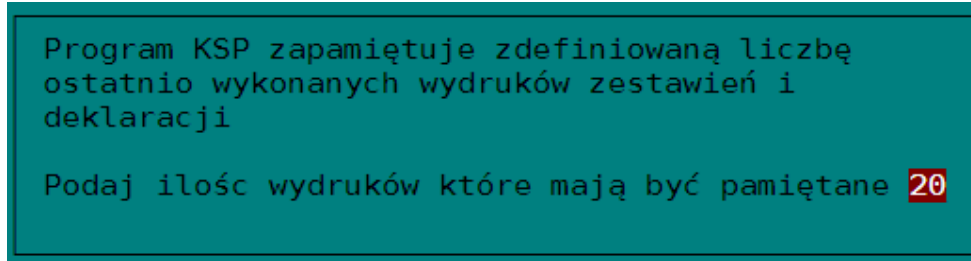 Program KSP zapamiętuje zdefiniowaną liczbę
ostatnio wykonanych wydruków zestawień i
deklaracji
Podaj ilośc wydruków które mają być pamiętane 20